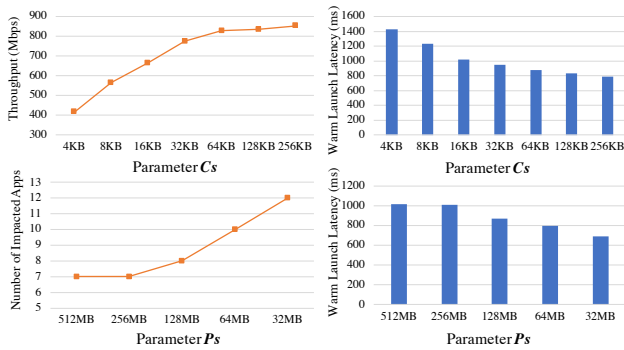 Throughput (Mbps)
900
800
700
600
500
400
300
4KB 8KB 16KB 32KB 64KB 128KB 256KB
Parameter Cs
Warm Launch Latency (ms)
1600
1400
1200
1000
800
600
400
200
0
4KB 8KB 16KB 32KB 64KB 128KB 256KB
Parameter Cs
Number of Impacted Apps
13
12
11
10
9
8
7
6
5
512MB 256MB 128MB 64MB 32MB
Parameter Ps
Warm Launch Latency (ms)
1200
1000
800
600
400
200
0
512MB 256MB 128MB 64MB 32MB
Parameter Ps